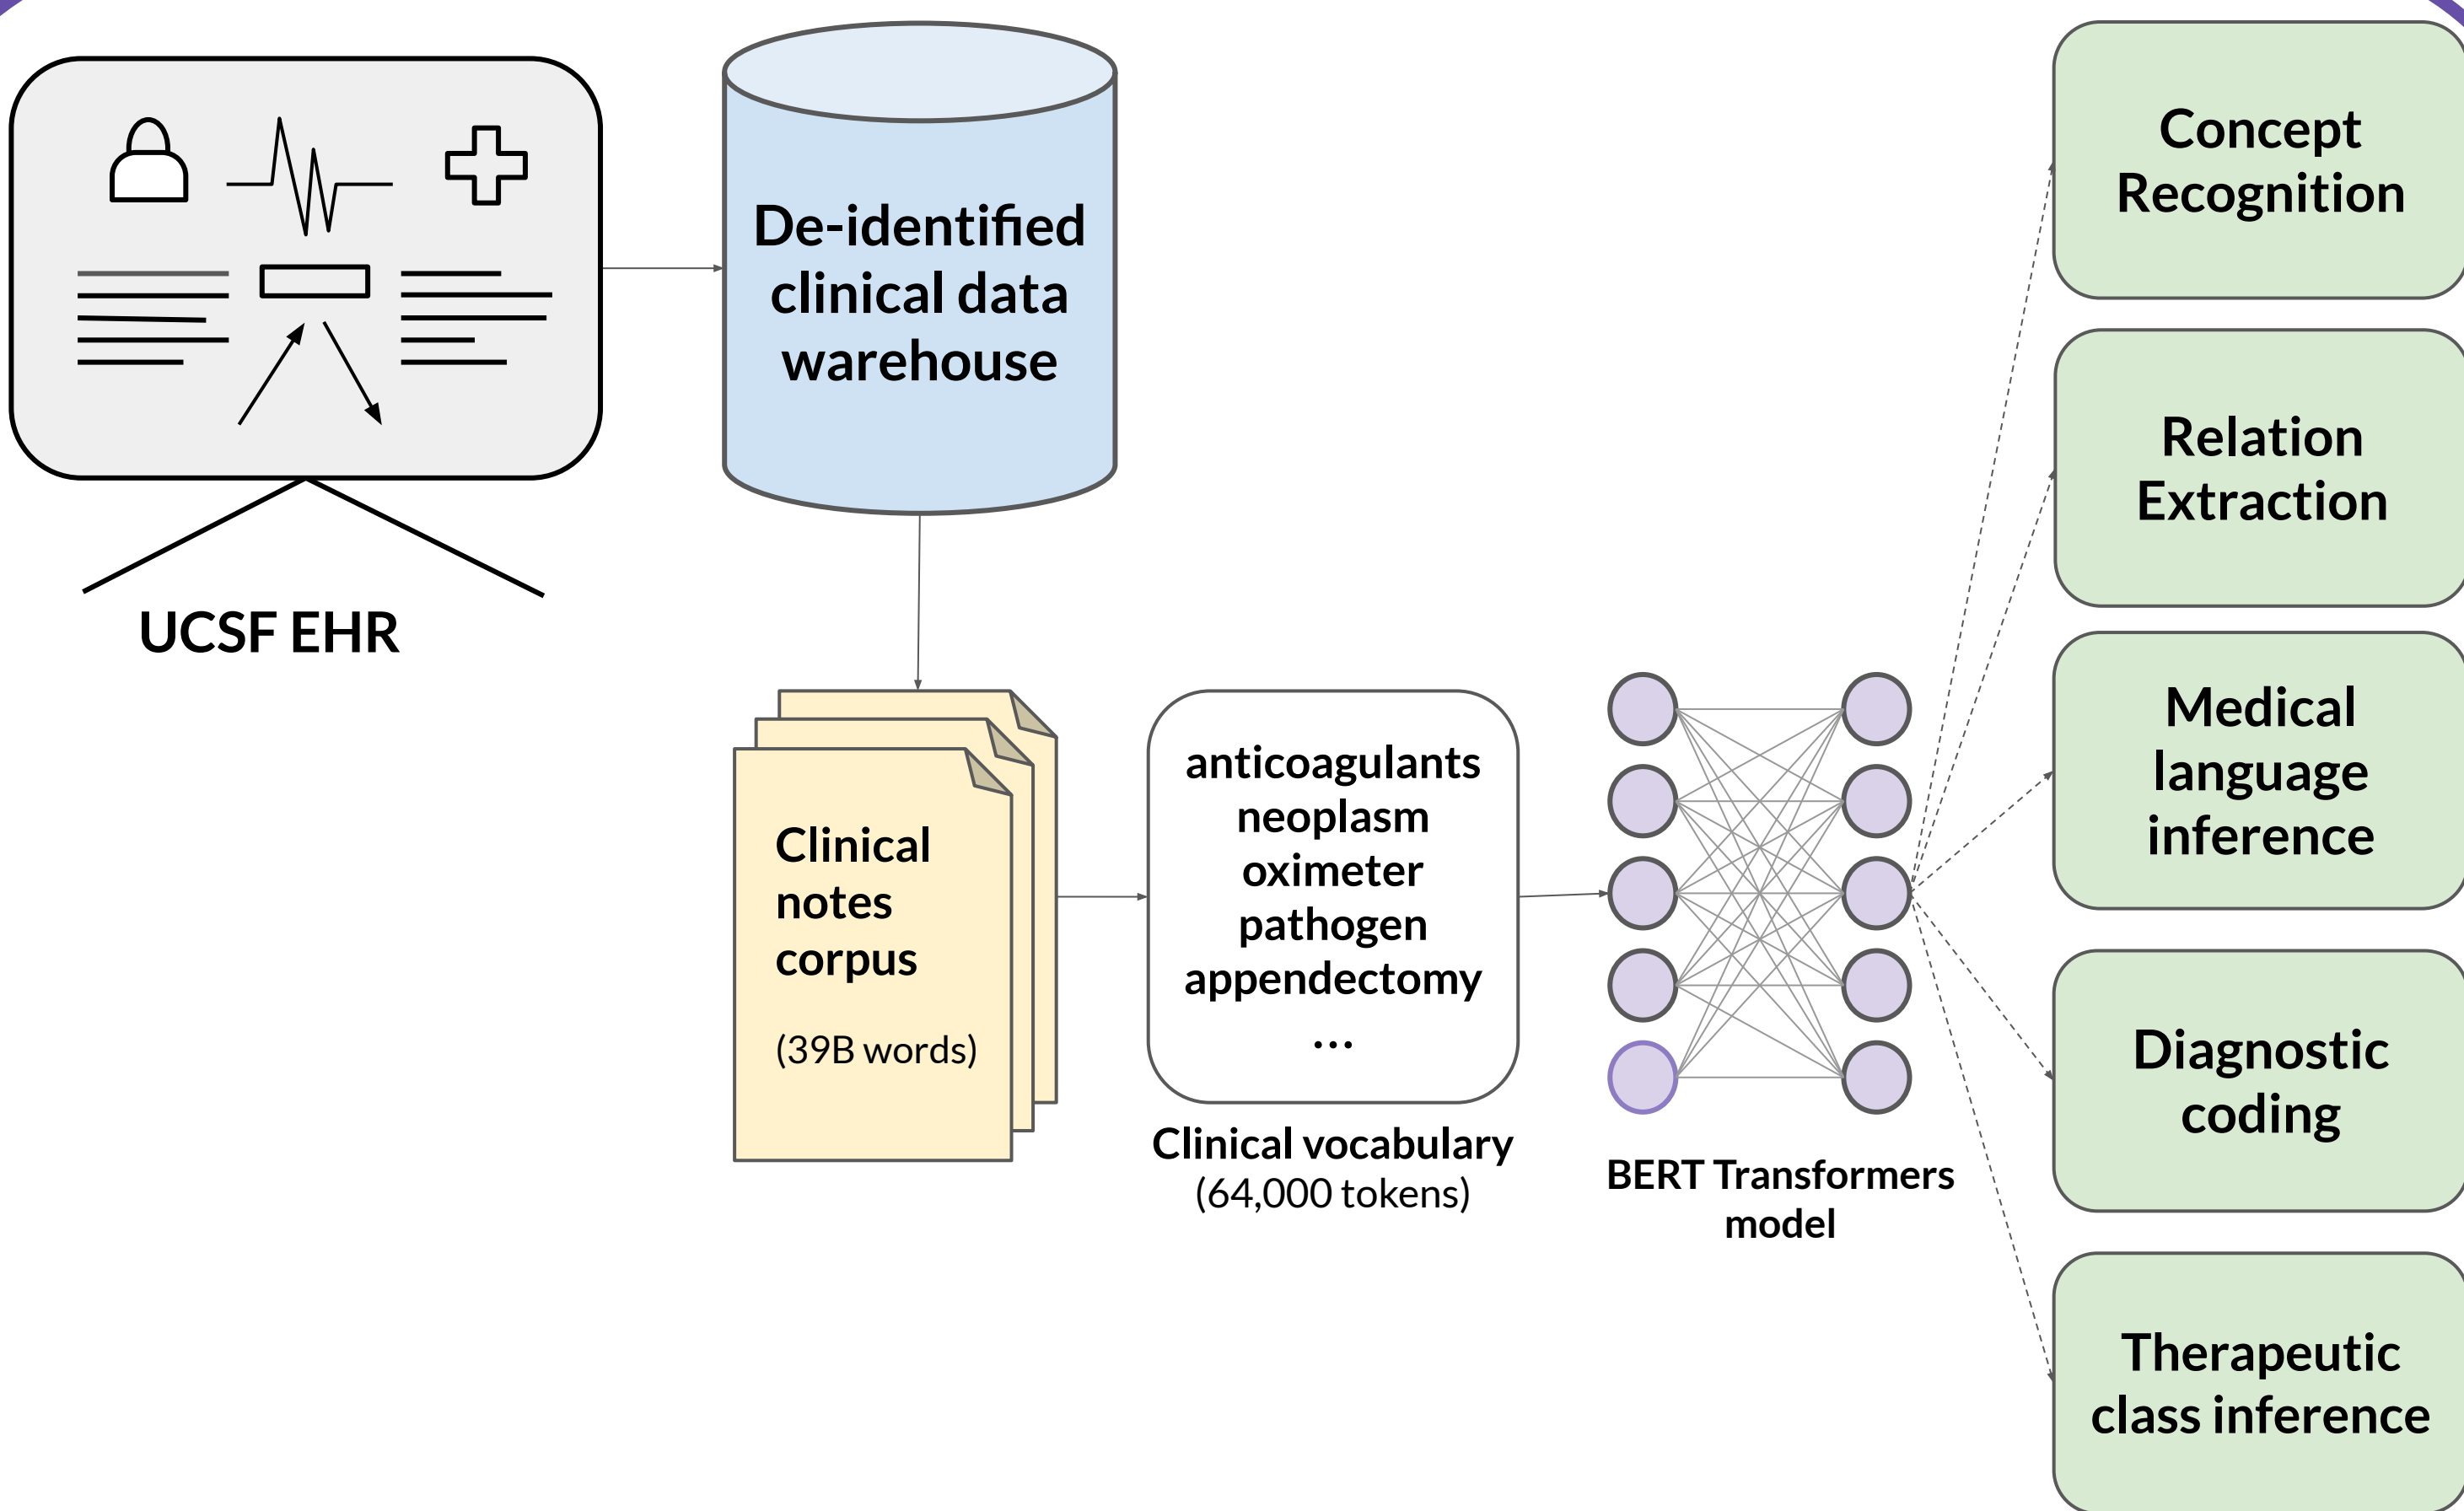 UCSF EHR
De-identified
clinical data
warehouse
Clinical
notes
corpus
(39B words)
anticoagulants
neoplasm
oximeter
pathogen
appendectomy
...
Clinical vocabulary
(64,000 tokens)
BERT Transformers
model
Concept
Recognition
Relation
Extraction
Medical
language
inference
Diagnostic
coding
Therapeutic
class inference